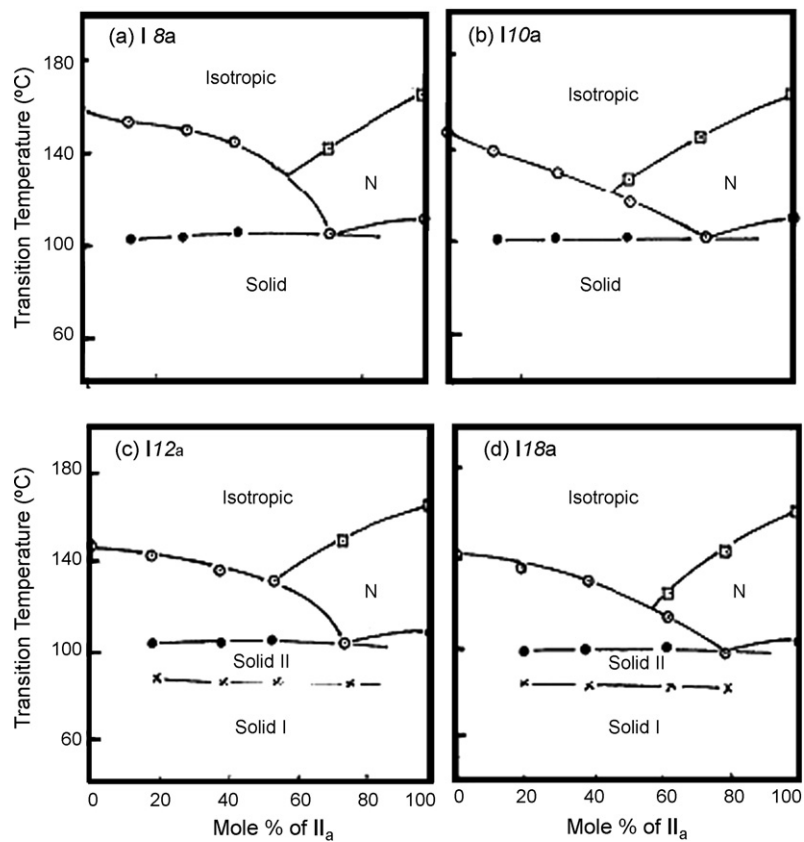 (a) I 8a
(b) I10a
180
140
100
60
Transition Temperature (ºC)
Isotropic
N
Solid
Isotropic
N
Solid
(c) I12a
(d) I18a
180
140
100
60
Transition Temperature (ºC)
Isotropic
N
Solid II
Solid I
Isotropic
N
Solid II
Solid I
0 20 40 60 80 100
0 20 40 60 80 100
Mole % of IIa
Mole % of IIa